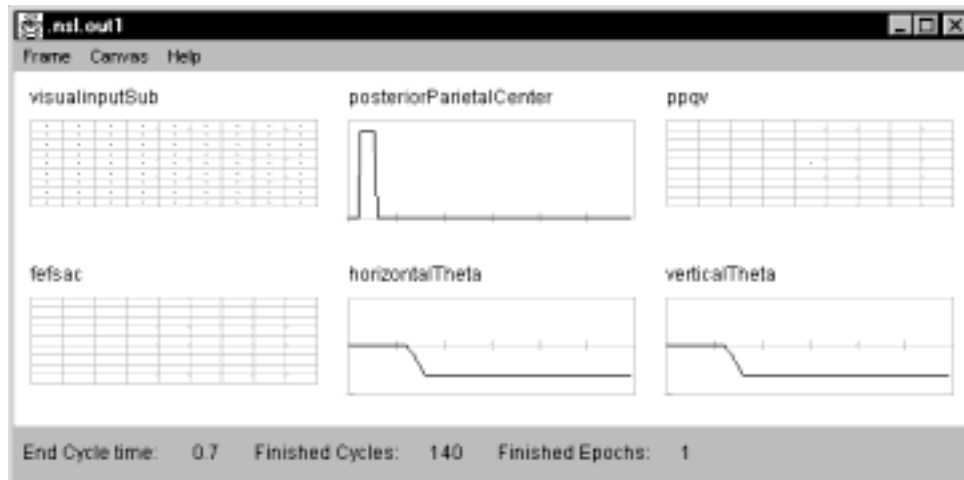 .nsl.out1
Frame Canvas Help
visualinputSub posteriorParietalCenter ppqv
fefsac horizontalTheta verticalTheta
End Cycle time: 0.7 Finished Cycles: 140 Finished Epochs: 1